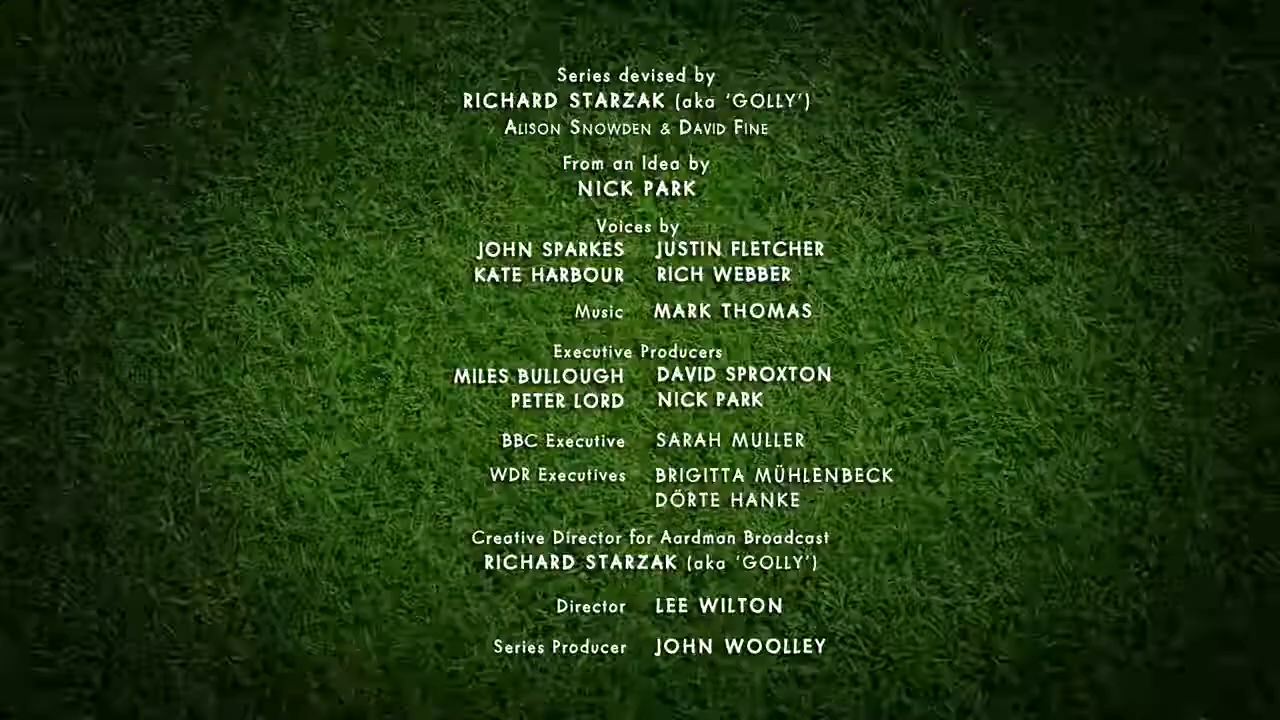 Series devised by
RICHARD STARZAK (aka ‘GOLLY’)
ALISON SNOWDEN & DAVID FINE
From an Idea by
NICK PARK
Voices by
JOHN SPARKES JUSTIN FLETCHER
KATE HARBOUR RICH WEBBER
Music MARK THOMAS
Executive Producers
MILES BULLOUGH DAVID SPROXTON
PETER LORD NICK PARK
BBC Executive SARAH MULLER
WDR Executives BRIGITTA MÜHLENBECK
DÖRTE HANKE
Creative Director for Aardman Broadcast
RICHARD STARZAK (aka ‘GOLLY’)
Director LEE WILTON
Series Producer JOHN WOOLLEY